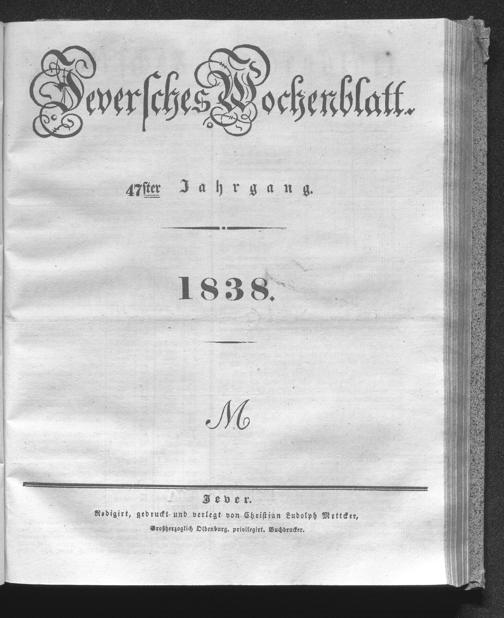 Jeversches Wochenblatt.
47ster Jahrgang.
1838.
M
Jever.
Redigirt, gedruckt und verlegt von Christian Ludolph Mettcker,
Großherzoglich Oldenburg. privilegirt. Buchdrucker.